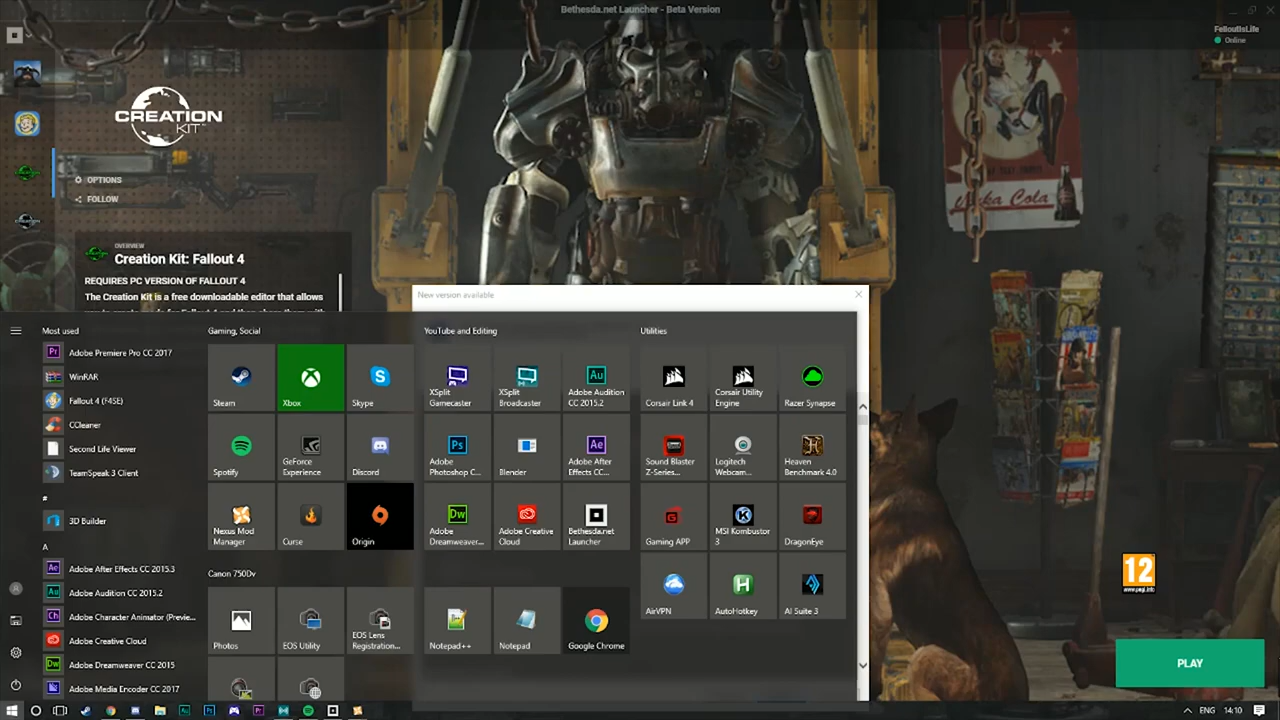 Bethesda.net Launcher - Beta Version
FelloutIsLife
Online
CREATION
KIT
OPTIONS
FOLLOW
OVERVIEW
Creation Kit: Fallout 4
REQUIRES PC VERSION OF FALLOUT 4
The Creation Kit is a free downloadable editor that allows
Cola
New version available
Most used
Adobe Premiere Pro CC 2017
WinRAR
Fallout 4 (F4SE)
CCleaner
Second Life Viewer
TeamSpeak 3 Client
#
3D Builder
A
Adobe After Effects CC 2015.3
Adobe Audition CC 2015.2
Adobe Character Animator (Previe...
Adobe Creative Cloud
Adobe Dreamweaver CC 2015
Adobe Media Encoder CC 2017
Gaming, Social
Steam
Xbox
Skype
Spotify
GeForce
Experience
Discord
Nexus Mod
Manager
Curse
Origin
Canon 750Dv
Photos
EOS Utility
EOS Lens
Registration...
YouTube and Editing
XSplit
Gamecaster
XSplit
Broadcaster
Adobe Audition
CC 2015.2
Adobe
Photoshop C...
Blender
Adobe After
Effects CC...
Adobe
Dreamweaver...
Adobe Creative
Cloud
Bethesda.net
Launcher
Notepad++
Notepad
Google Chrome
Utilities
Corsair Link 4
Corsair Utility
Engine
Razer Synapse
Sound Blaster
Z-Series...
Logitech
Webcam...
Heaven
Benchmark 4.0
Gaming APP
MSI Kombustor
3
DragonEye
AirVPN
AutoHotkey
AI Suite 3
12
www.pegi.info
PLAY
ENG
14:10